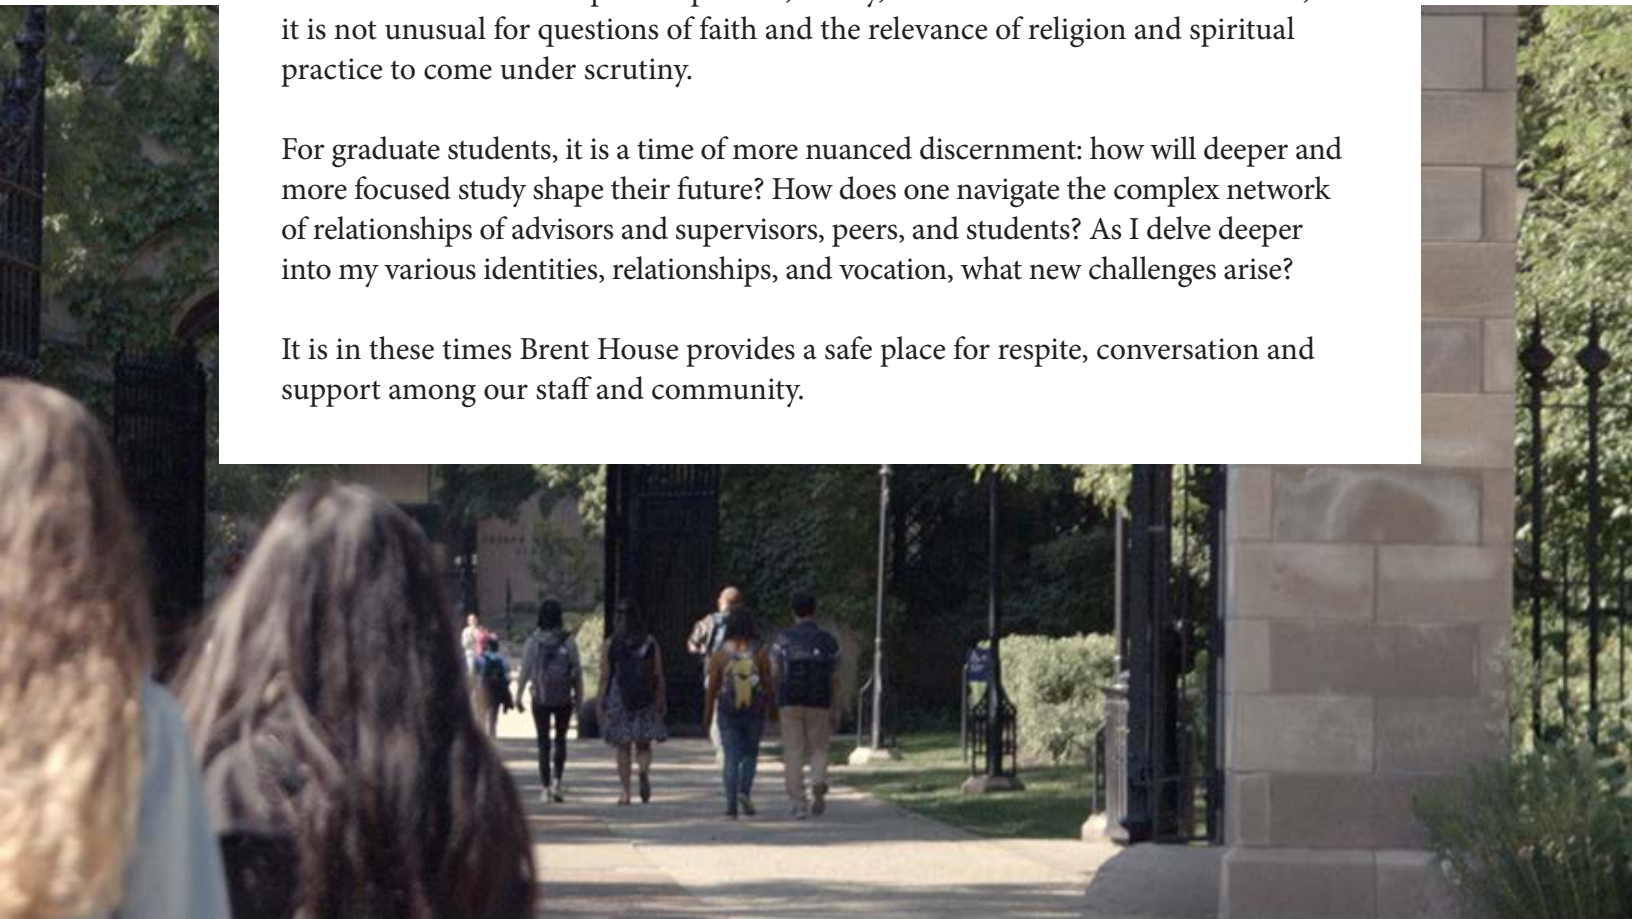 it is not unusual for questions of faith and the relevance of religion and spiritual
practice to come under scrutiny.
For graduate students, it is a time of more nuanced discernment: how will deeper and
more focused study shape their future? How does one navigate the complex network
of relationships of advisors and supervisors, peers, and students? As I delve deeper
into my various identities, relationships, and vocation, what new challenges arise?
It is in these times Brent House provides a safe place for respite, conversation and
support among our staff and community.